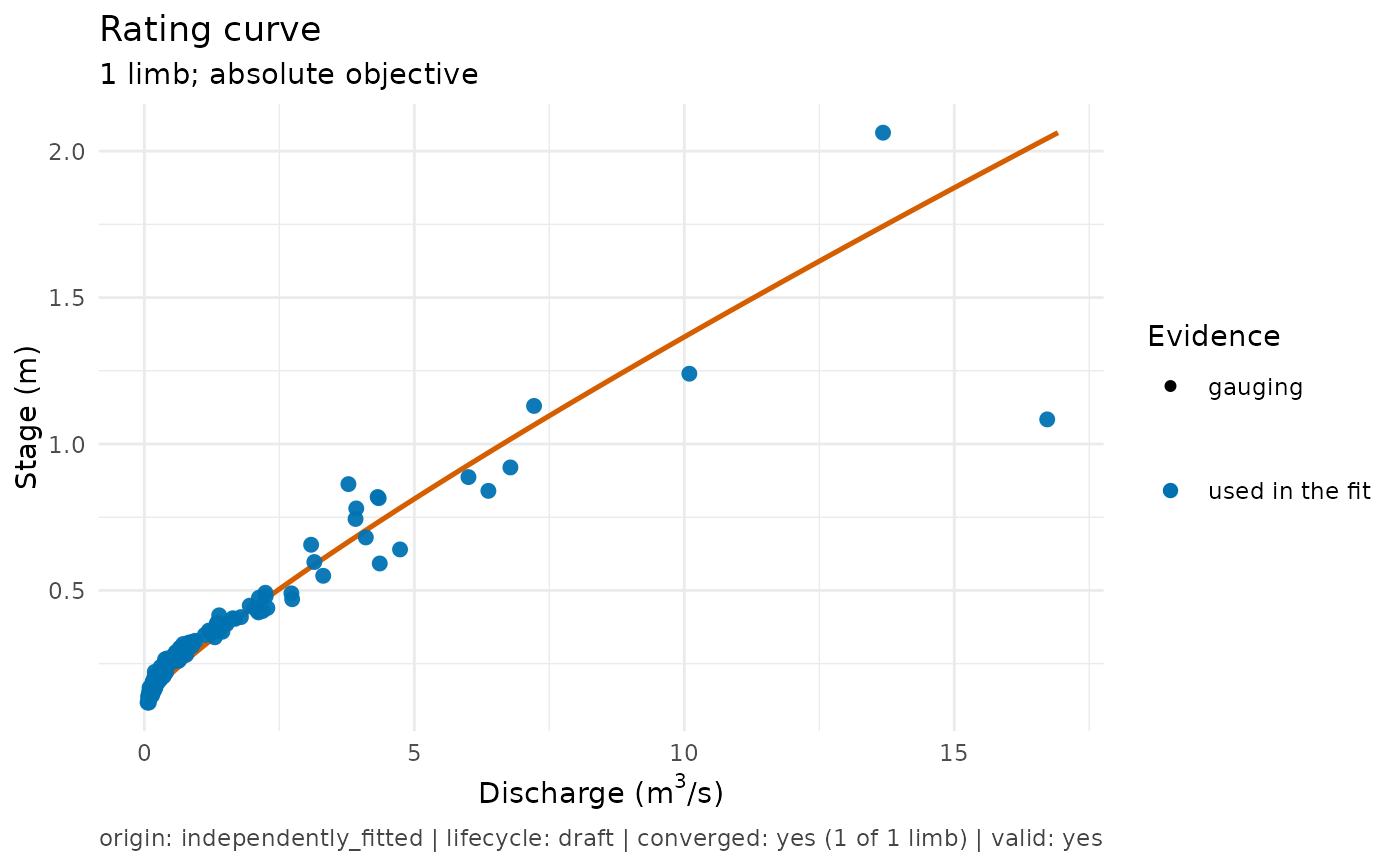 Rating curve
1 limb; absolute objective
2.0
1.5
1.0
0.5
Stage (m)
0
5
10
15
Discharge (m³/s)
Evidence
gauging
used in the fit
origin: independently_fitted | lifecycle: draft | converged: yes (1 of 1 limb) | valid: yes